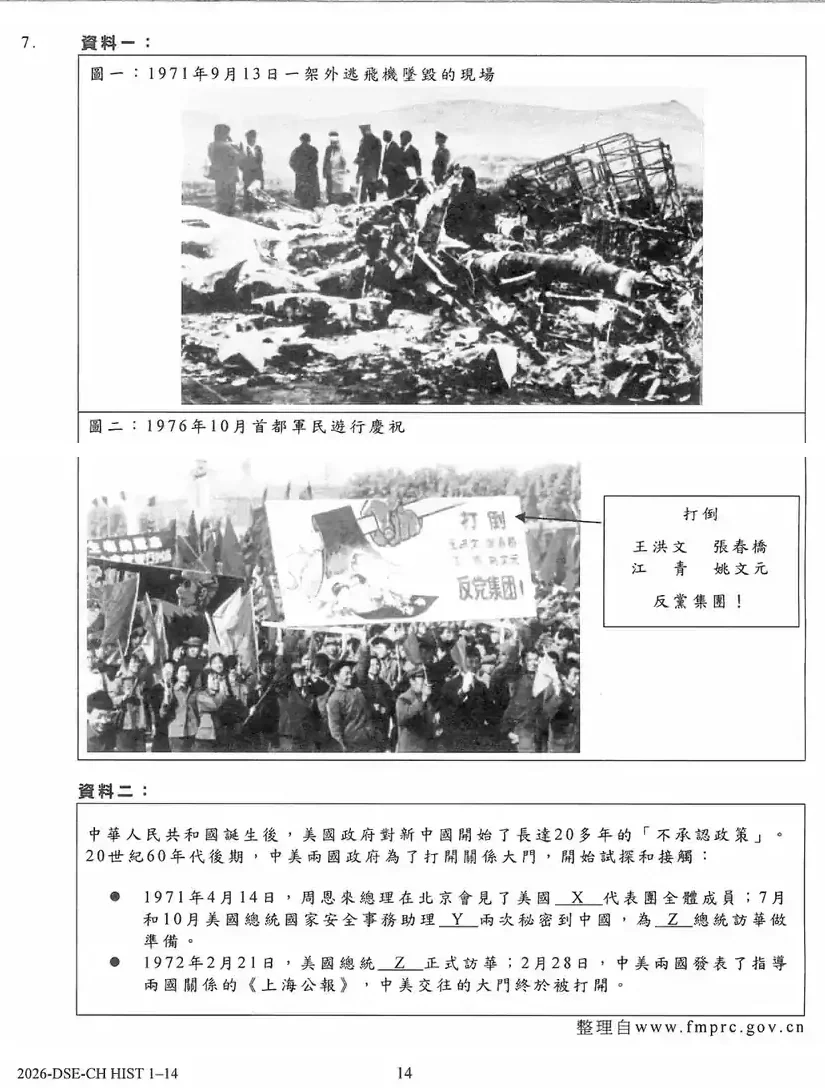 7. 資料一：
圖一：1971年9月13日一架外逃飛機墜毀的現場
圖二：1976年10月首都軍民遊行慶祝
打倒
反党集团!
打倒
王洪文 張春橋
江 青 姚文元
反黨集團！
資料二：
中華人民共和國誕生後，美國政府對新中國開始了長達20多年的「不承認政策」。
20世紀60年代後期，中美兩國政府為了打開關係大門，開始試探和接觸：
● 1971年4月14日，周恩來總理在北京會見了美國 X 代表團全體成員；7月
和10月美國總統國家安全事務助理 Y 兩次秘密到中國，為 Z 總統訪華做
準備。
● 1972年2月21日，美國總統 Z 正式訪華；2月28日，中美兩國發表了指導
兩國關係的《上海公報》，中美交往的大門終於被打開。
整理自www.fmprc.gov.cn
2026-DSE-CH HIST 1–14 14